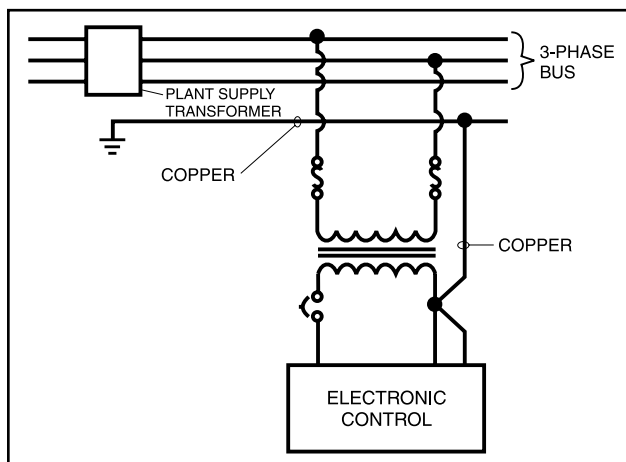 3-PHASE
BUS
PLANT SUPPLY
TRANSFORMER
COPPER
COPPER
ELECTRONIC
CONTROL